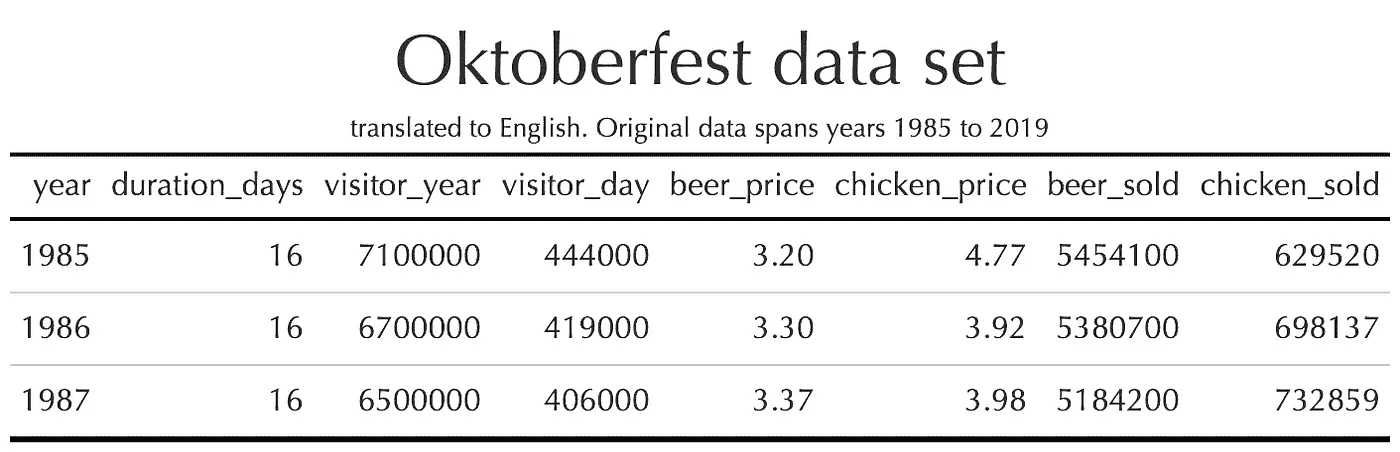 Oktoberfest data set
translated to English. Original data spans years 1985 to 2019
year duration_days visitor_year visitor_day beer_price chicken_price beer_sold chicken_sold
1985 16 7100000 444000 3.20 4.77 5454100 629520
1986 16 6700000 419000 3.30 3.92 5380700 698137
1987 16 6500000 406000 3.37 3.98 5184200 732859